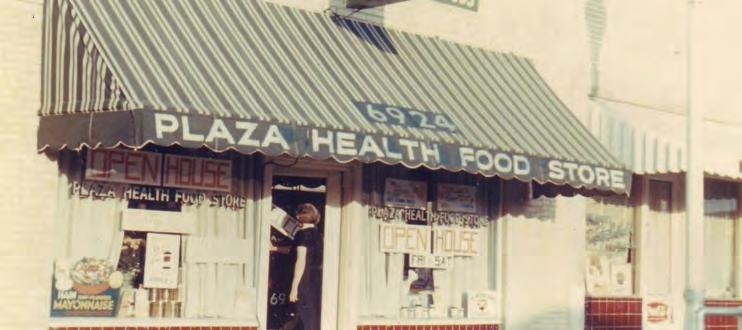 6924
PLAZA HEALTH FOOD STORE
OPEN HOUSE
PLAZA HEALTH FOOD STORE
PLAZA HEALTH FOOD STORE
OPEN HOUSE
FRI SAT
69
HAIN
MAYONNAISE